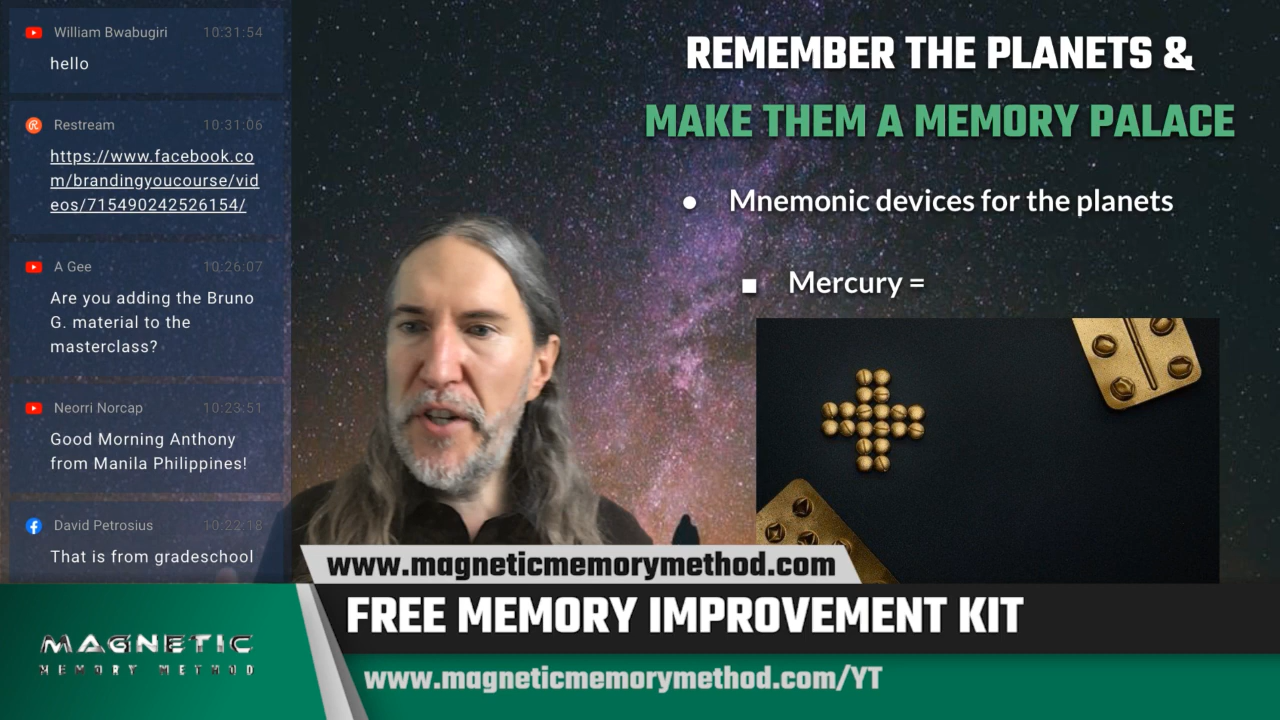 William Bwabugiri 10:31:54
hello
Restream 10:31:06
https://www.facebook.co
m/brandingyoucourse/vid
eos/715490242526154/
A Gee 10:26:07
Are you adding the Bruno
G. material to the
masterclass?
Neorri Norcap 10:23:51
Good Morning Anthony
from Manila Philippines!
David Petrosius 10:22:18
That is from gradeschool
REMEMBER THE PLANETS &
MAKE THEM A MEMORY PALACE
Mnemonic devices for the planets
Mercury =
www.magneticmemorymethod.com
FREE MEMORY IMPROVEMENT KIT
www.magneticmemorymethod.com/YT
MAGNETIC
MEMORY METHOD